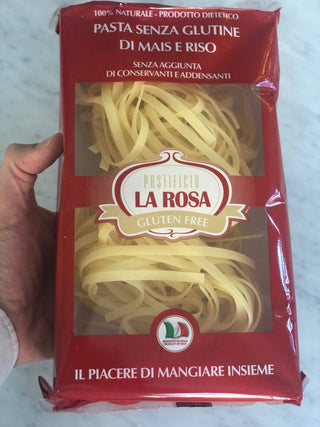 100% NATURALE - PRODOTTO DIETETICO
PASTA SENZA GLUTINE
DI MAIS E RISO
SENZA AGGIUNTA
DI CONSERVANTI E ADDENSANTI
PASTIFICIO
LA ROSA
GLUTEN FREE
IL PIACERE DI MANGIARE INSIEME